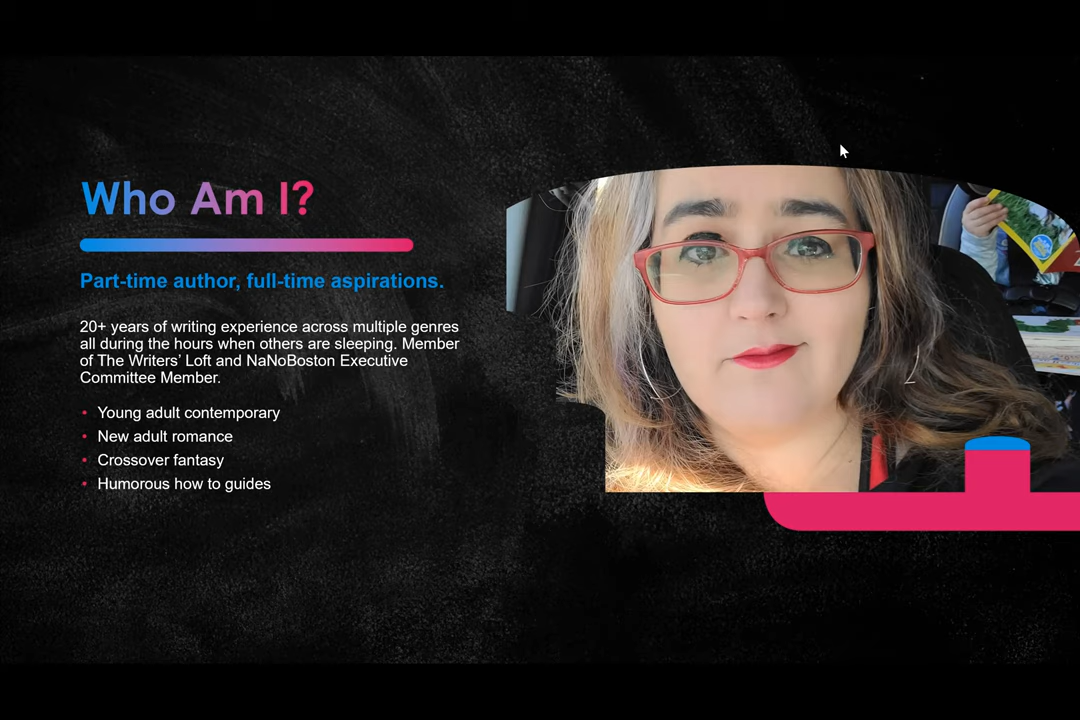 Who Am I?
Part-time author, full-time aspirations.
20+ years of writing experience across multiple genres
all during the hours when others are sleeping. Member
of The Writers’ Loft and NaNoBoston Executive
Committee Member.
• Young adult contemporary
• New adult romance
• Crossover fantasy
• Humorous how to guides